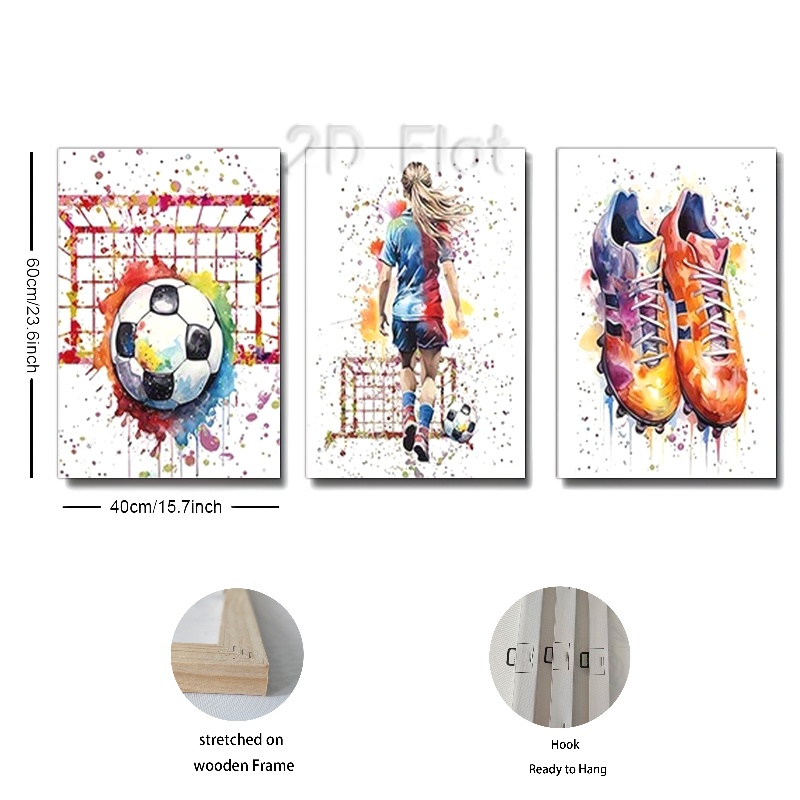 2D Flat
60cm/23.6inch
40cm/15.7inch
stretched on
wooden Frame
Hook
Ready to Hang